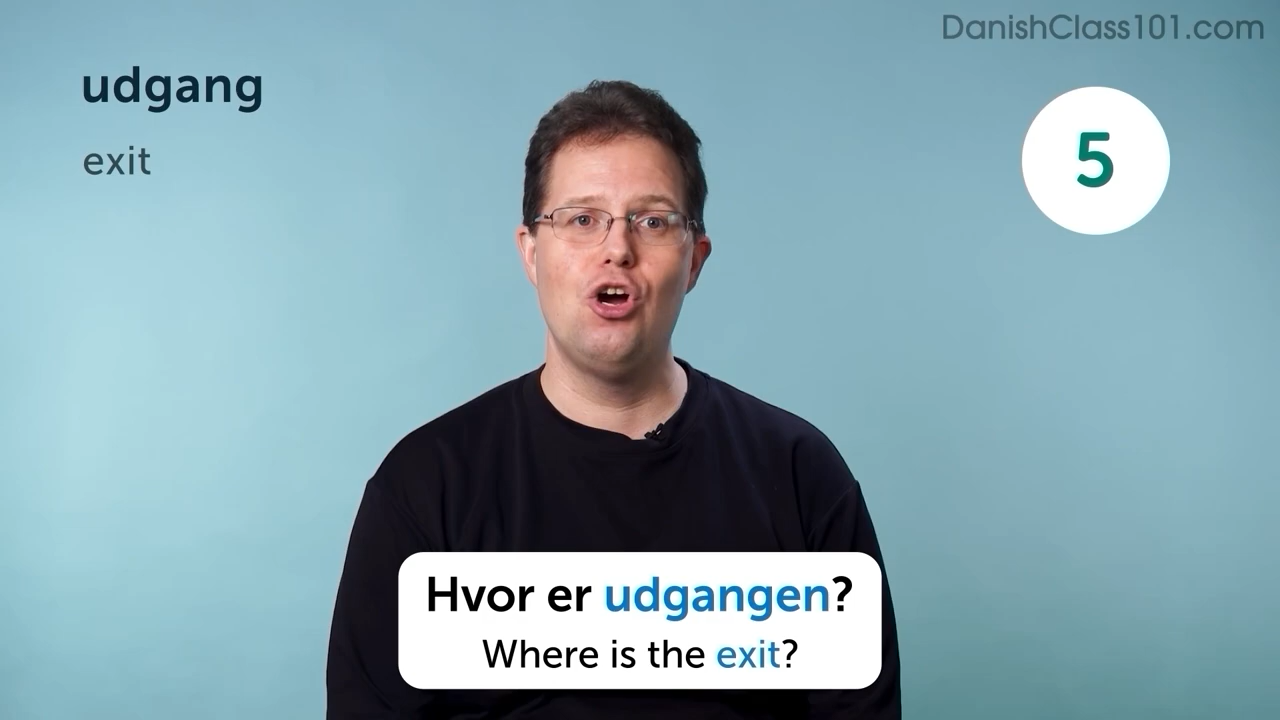 DanishClass101.com
udgang
exit
5
Hvor er udgangen?
Where is the exit?